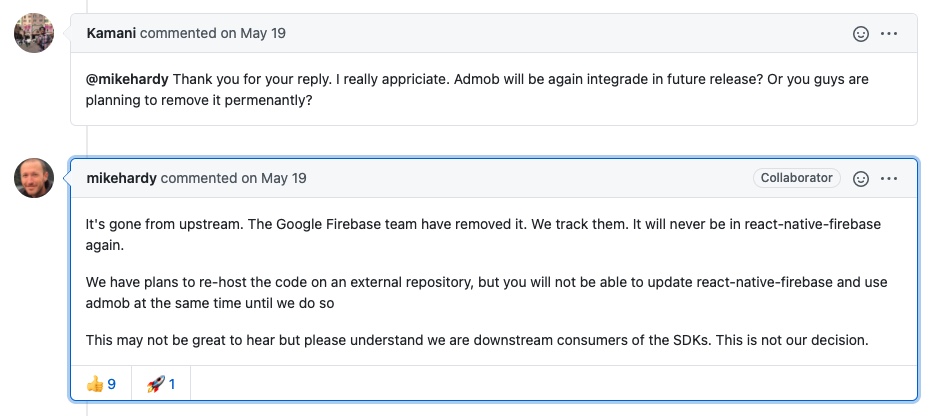 Kamani commented on May 19
@mikehardy Thank you for your reply. I really appriciate. Admob will be again integrade in future release? Or you guys are
planning to remove it permenantly?
mikehardy commented on May 19
Collaborator
It's gone from upstream. The Google Firebase team have removed it. We track them. It will never be in react-native-firebase
again.
We have plans to re-host the code on an external repository, but you will not be able to update react-native-firebase and use
admob at the same time until we do so
This may not be great to hear but please understand we are downstream consumers of the SDKs. This is not our decision.
👍 9 🚀 1